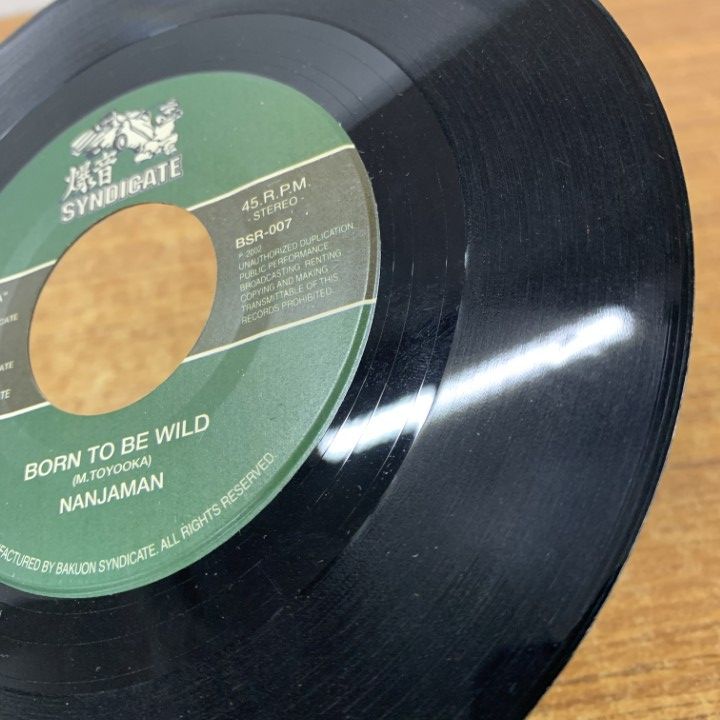 爆音
SYNDICATE
45.R.P.M.
- STEREO -
BSR-007
℗-2002
UNAUTHORIZED DUPLICATION
PUBLIC PERFORMANCE
BROADCASTING RENTING
COPYING AND MAKING
TRANSMITTABLE OF THIS
RECORDS PROHIBITED.
BORN TO BE WILD
(M.TOYOOKA)
NANJAMAN
BY BAKUON SYNDICATE. ALL RIGHTS RESERVED.